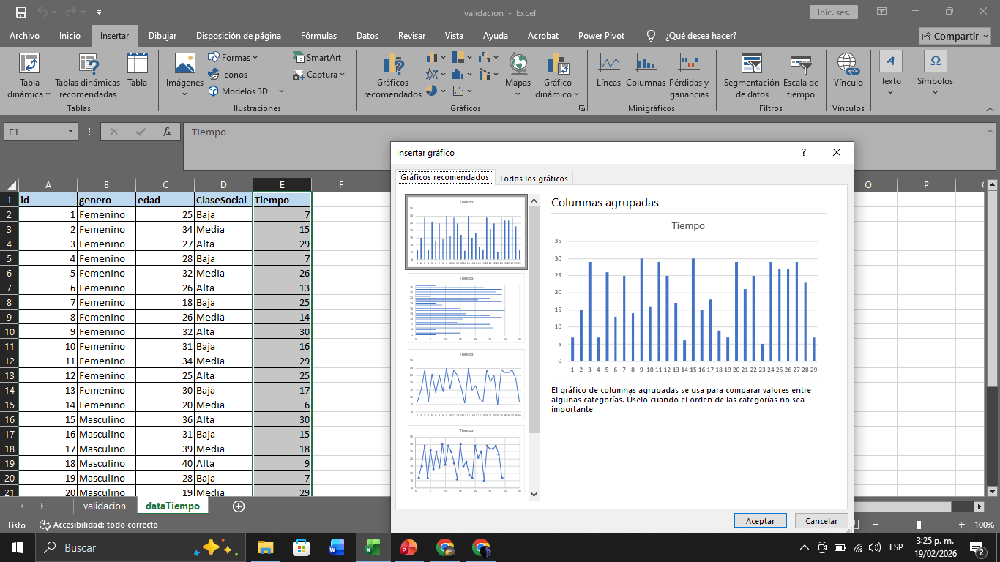 validacion - Excel
Inic. ses.
Archivo Inicio Insertar Dibujar Disposición de página Fórmulas Datos Revisar Vista Ayuda Acrobat Power Pivot ¿Qué desea hacer? Compartir
Tabla dinámica
Tablas dinámicas recomendadas
Tabla
Tablas
Imágenes
Formas
Iconos
Modelos 3D
SmartArt
Captura
Ilustraciones
Gráficos recomendados
Mapas
Gráfico dinámico
Gráficos
Líneas
Columnas
Pérdidas y ganancias
Minigráficos
Segmentación de datos
Escala de tiempo
Filtros
Vínculo
Vínculos
Texto
Símbolos
E1 fx Tiempo
A B C D E F O P
1 id genero edad ClaseSocial Tiempo
2 1 Femenino 25 Baja 7
3 2 Femenino 34 Media 15
4 3 Femenino 27 Alta 29
5 4 Femenino 28 Baja 7
6 5 Femenino 32 Media 26
7 6 Femenino 26 Alta 13
8 7 Femenino 18 Baja 25
9 8 Femenino 26 Media 14
10 9 Femenino 32 Alta 30
11 10 Femenino 31 Baja 16
12 11 Femenino 34 Media 29
13 12 Femenino 25 Alta 25
14 13 Femenino 30 Baja 17
15 14 Femenino 20 Media 6
16 15 Masculino 36 Alta 30
17 16 Masculino 31 Baja 15
18 17 Masculino 39 Media 18
19 18 Masculino 40 Alta 9
20 19 Masculino 28 Baja 7
21 20 Masculino 19 Media 29
Insertar gráfico ?
Gráficos recomendados Todos los gráficos
Tiempo
Tiempo
Tiempo
Tiempo
Columnas agrupadas
Tiempo
35
30
25
20
15
10
5
0
1 2 3 4 5 6 7 8 9 10 11 12 13 14 15 16 17 18 19 20 21 22 23 24 25 26 27 28 29
El gráfico de columnas agrupadas se usa para comparar valores entre
algunas categorías. Úselo cuando el orden de las categorías no sea
importante.
Aceptar Cancelar
validacion dataTiempo
Listo Accesibilidad: todo correcto 100%
Buscar
ESP
3:25 p. m.
19/02/2026
2